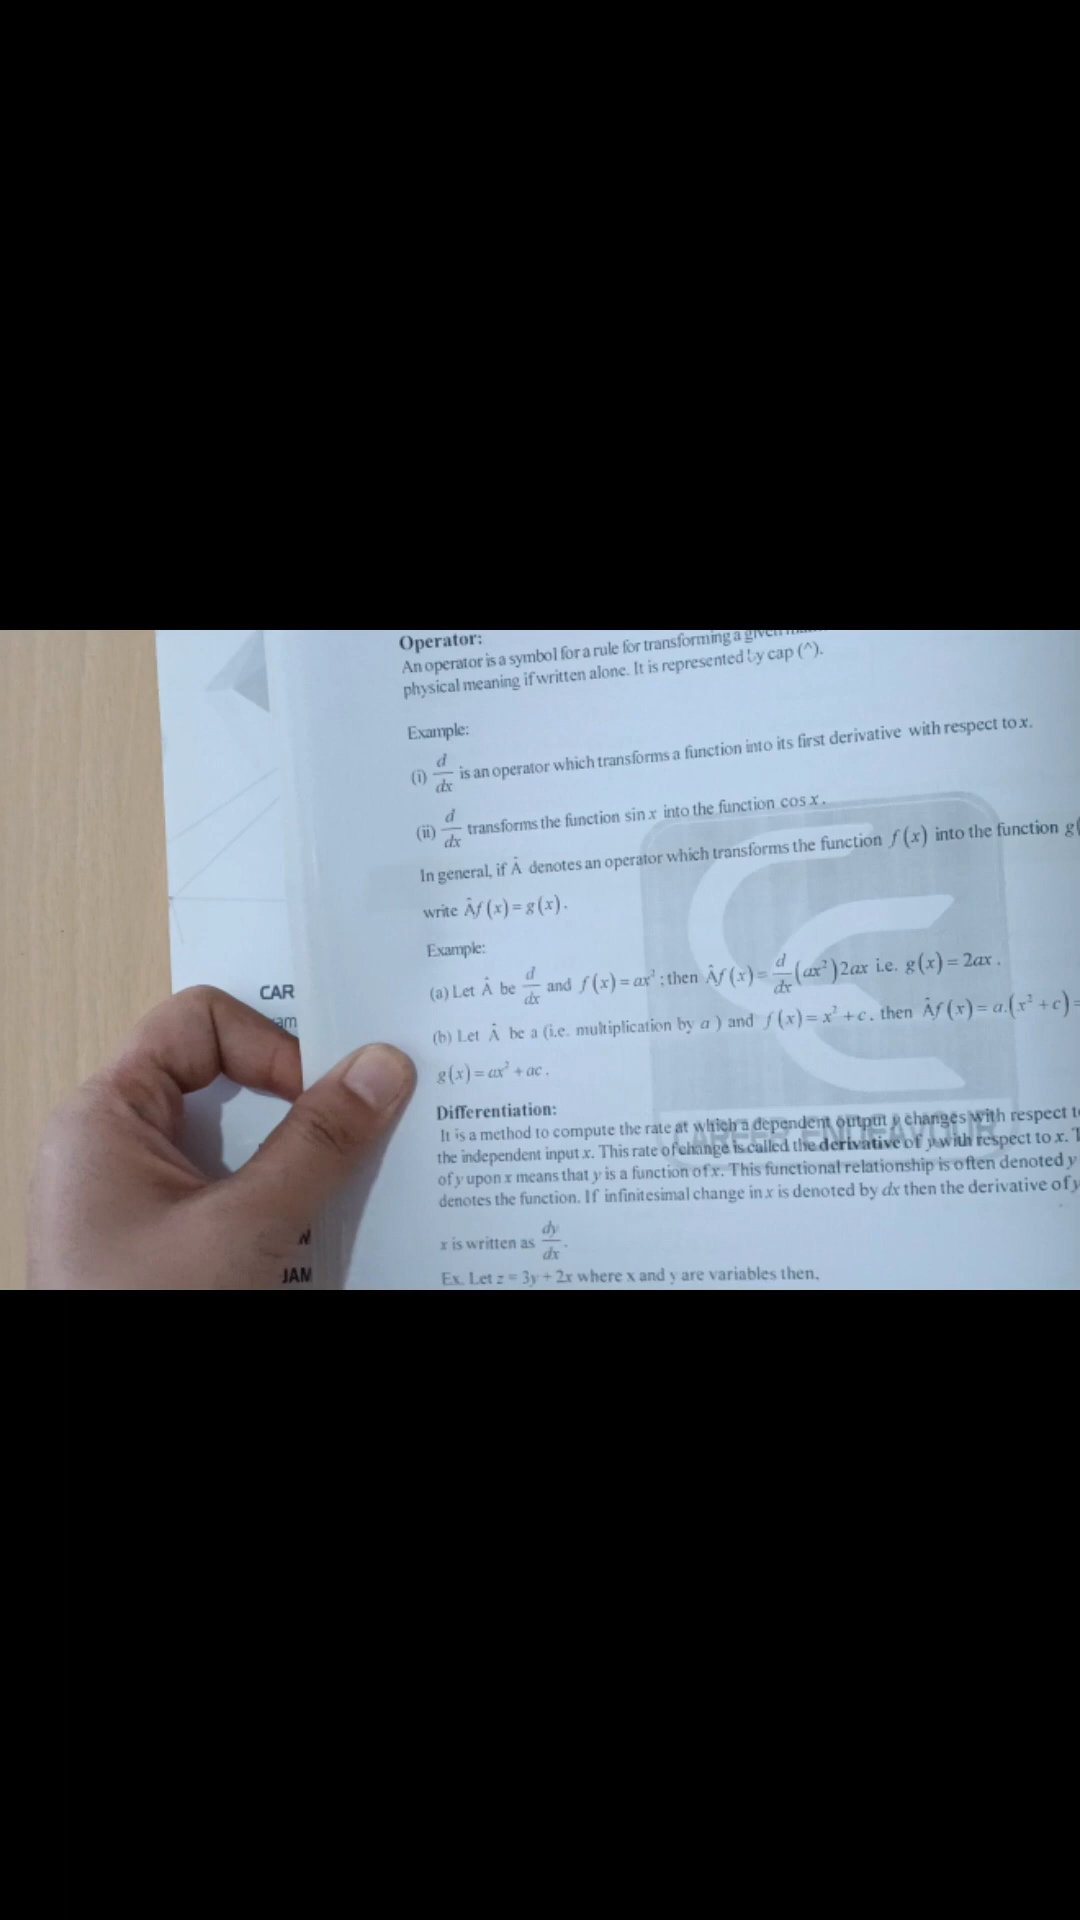 Operator:
An operator is a symbol for a rule for transforming a given
physical meaning if written alone. It is represented by cap (^).
Example:
(i) d/dx is an operator which transforms a function into its first derivative with respect to x.
(ii) d/dx transforms the function sin x into the function cos x.
In general, if Â denotes an operator which transforms the function f(x) into the function g(
write Âf(x) = g(x).
Example:
(a) Let Â be d/dx and f(x) = ax²; then Âf(x) = d/dx (ax²) 2ax i.e. g(x) = 2ax.
(b) Let Â be a (i.e. multiplication by a) and f(x) = x² + c. then Âf(x) = a.(x² + c) =
g(x) = ax² + ac.
Differentiation:
It is a method to compute the rate at which a dependent output y changes with respect t
the independent input x. This rate of change is called the derivative of y with respect to x. T
of y upon x means that y is a function of x. This functional relationship is often denoted y
denotes the function. If infinitesimal change in x is denoted by dx then the derivative of y
x is written as dy/dx.
Ex. Let z = 3y + 2x where x and y are variables then,
CAREER ENDEAVOUR
CAR
am
N
JAM